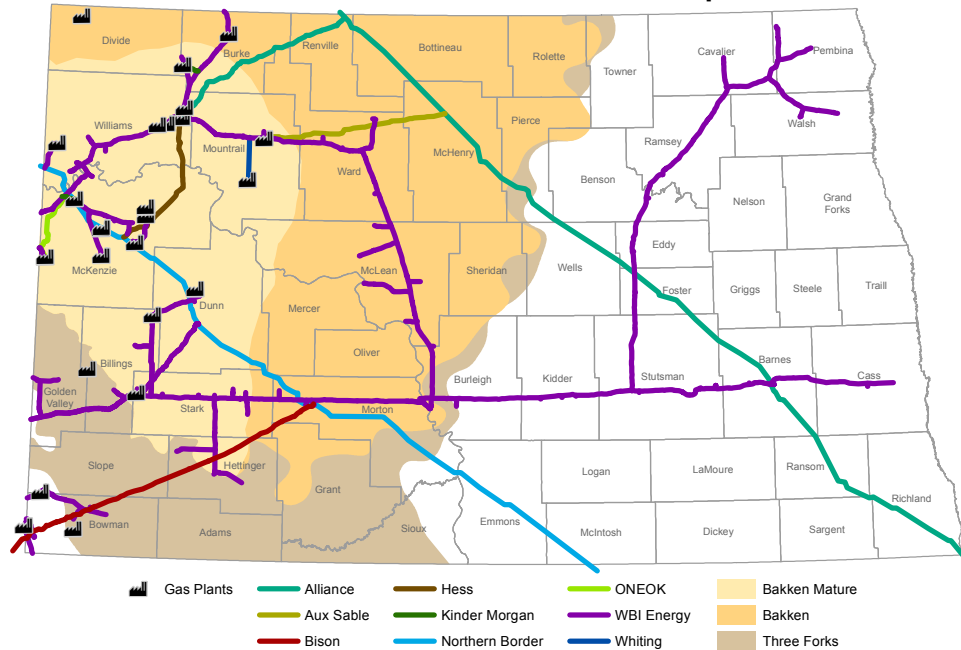 Divide
Burke
Renville
Bottineau
Rolette
Towner
Cavalier
Pembina
Williams
Mountrail
Ward
McHenry
Pierce
Benson
Ramsey
Walsh
Nelson
Grand
Forks
McKenzie
Dunn
McLean
Sheridan
Wells
Eddy
Foster
Griggs
Steele
Traill
Mercer
Oliver
Billings
Golden
Valley
Stark
Morton
Burleigh
Kidder
Stutsman
Barnes
Cass
Slope
Hettinger
Grant
Logan
LaMoure
Ransom
Richland
Bowman
Adams
Sioux
Emmons
McIntosh
Dickey
Sargent
Gas Plants
Alliance
Hess
ONEOK
Bakken Mature
Aux Sable
Kinder Morgan
WBI Energy
Bakken
Bison
Northern Border
Whiting
Three Forks